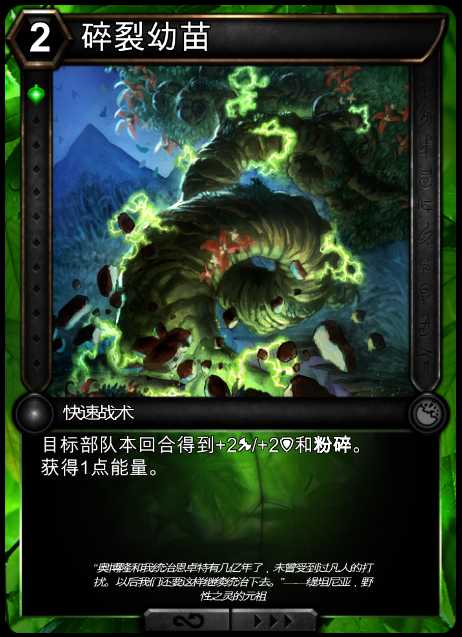 2
碎裂幼苗
快速战术
目标部队本回合得到+2/+2和粉碎。
获得1点能量。
“奥博隆和我统治恩卓特有几亿年了，未曾受到过凡人的打
扰。以后我们还要这样继续统治下去。”——缇坦尼亚，野
性之灵的元祖